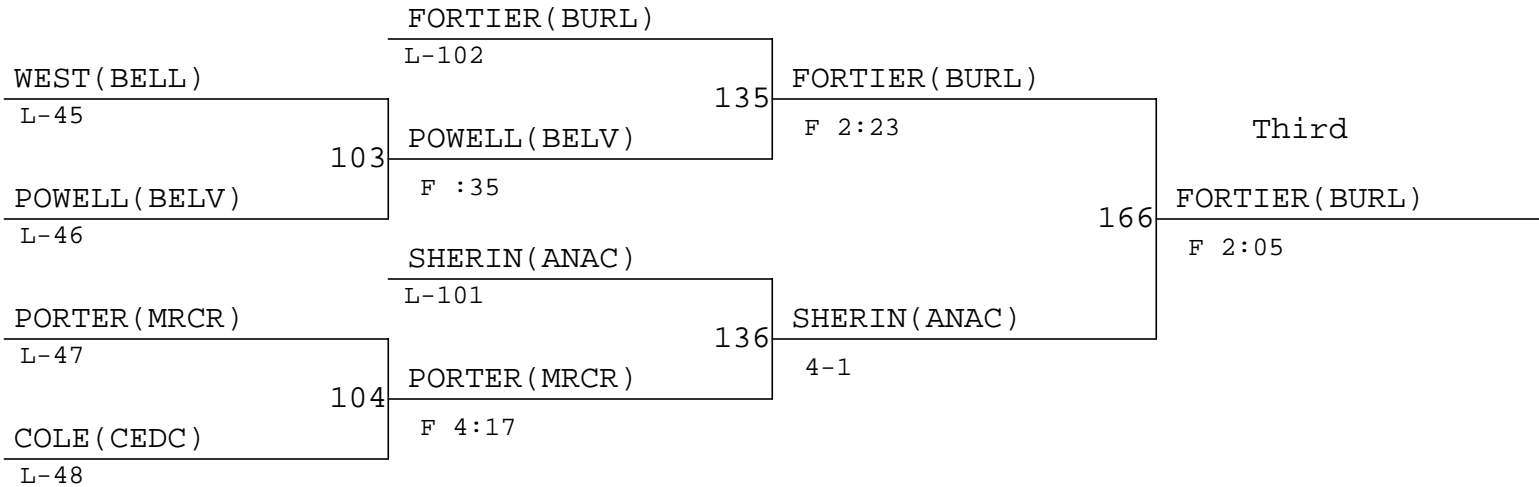 FORTIER(BURL)
L-102
WEST(BELL)
L-45
135
FORTIER(BURL)
F 2:23
Third
103
POWELL(BELV)
F :35
POWELL(BELV)
L-46
166
FORTIER(BURL)
F 2:05
SHERIN(ANAC)
L-101
PORTER(MRCR)
L-47
136
SHERIN(ANAC)
4-1
104
PORTER(MRCR)
F 4:17
COLE(CEDC)
L-48